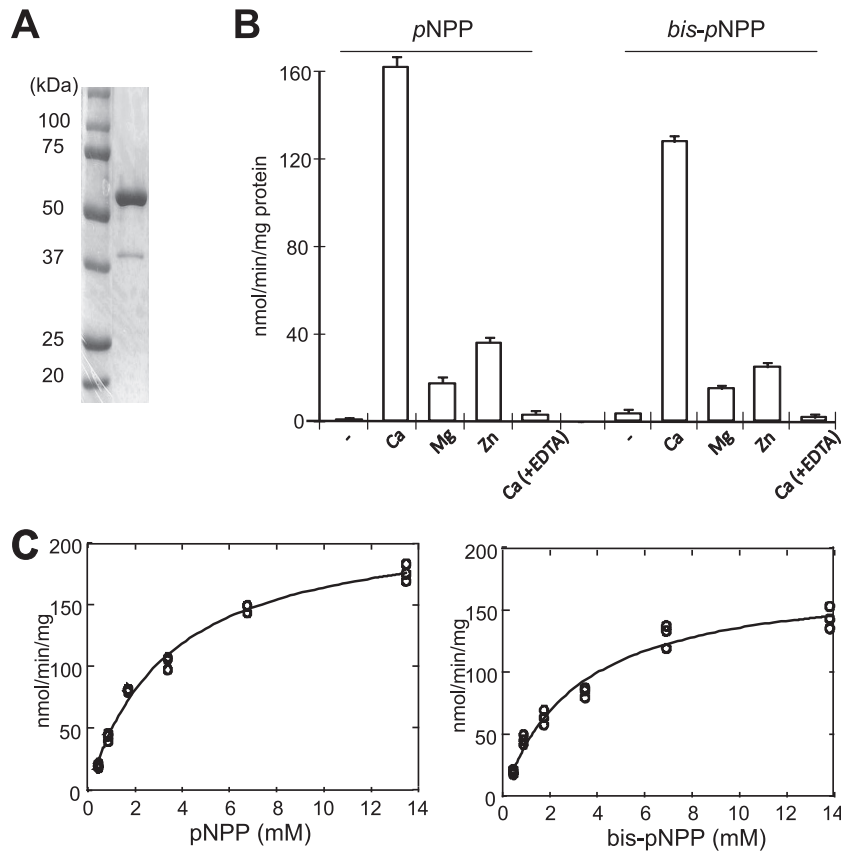 A
(kDa)
100
75
50
37
25
20
B
pNPP
bis-pNPP
160
120
80
40
0
nmol/min/mg protein
-
Ca
Mg
Zn
Ca (+EDTA)
-
Ca
Mg
Zn
Ca (+EDTA)
C
200
150
100
50
0
nmol/min/mg
0 2 4 6 8 10 12 14
pNPP (mM)
200
150
100
50
0
nmol/min/mg
0 2 4 6 8 10 12 14
bis-pNPP (mM)